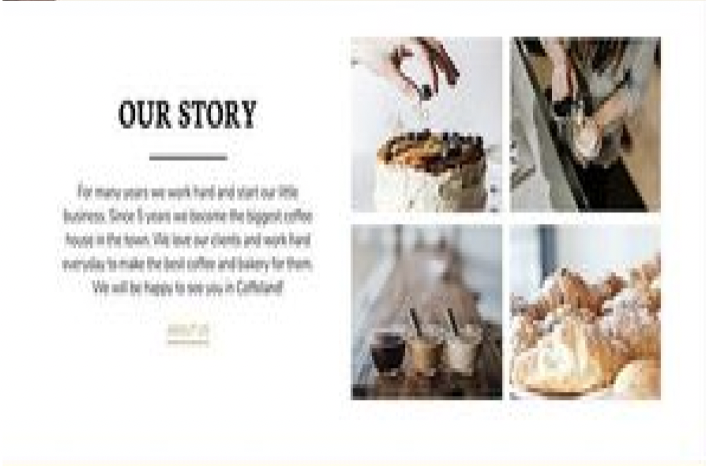 OUR STORY
For many years we work hard and start our little
business. Since 5 years we become the biggest coffee
house in the town. We love our clients and work hard
everyday to make the best coffee and bakery for them.
We will be happy to see you in Coffeland!
ABOUT US